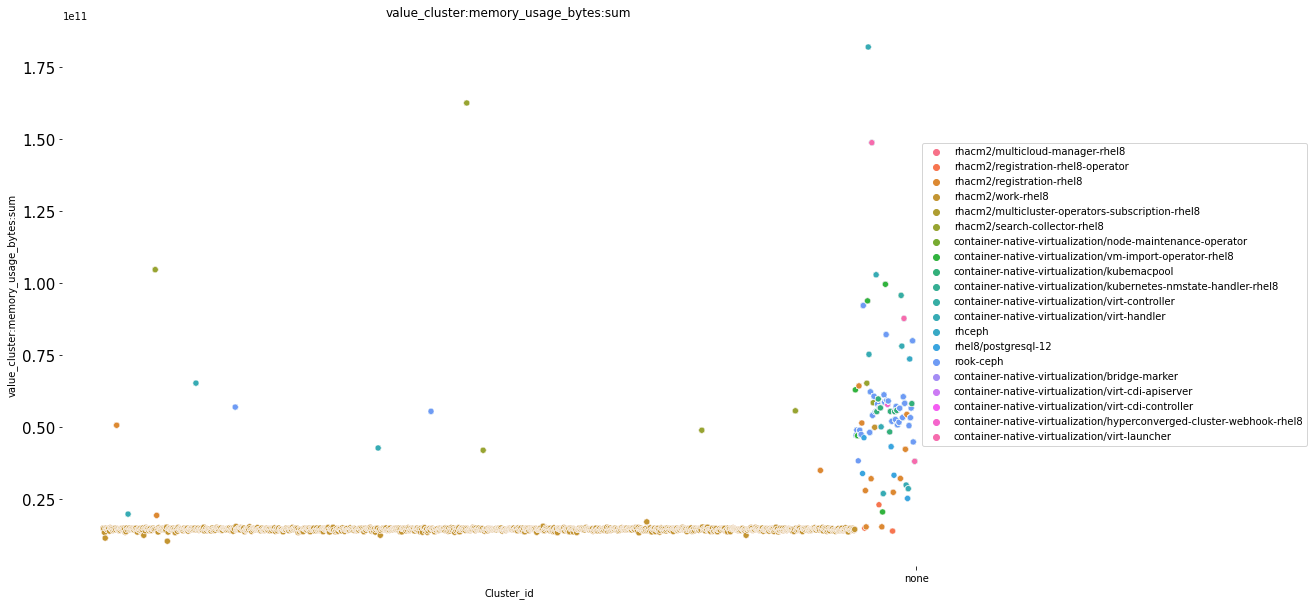 value_cluster:memory_usage_bytes:sum
1e11
1.75
1.50
1.25
1.00
0.75
0.50
0.25
value_cluster:memory_usage_bytes:sum
rhacm2/multicloud-manager-rhel8
rhacm2/registration-rhel8-operator
rhacm2/registration-rhel8
rhacm2/work-rhel8
rhacm2/multicluster-operators-subscription-rhel8
rhacm2/search-collector-rhel8
container-native-virtualization/node-maintenance-operator
container-native-virtualization/vm-import-operator-rhel8
container-native-virtualization/kubemacpool
container-native-virtualization/kubernetes-nmstate-handler-rhel8
container-native-virtualization/virt-controller
container-native-virtualization/virt-handler
rhceph
rhel8/postgresql-12
rook-ceph
container-native-virtualization/bridge-marker
container-native-virtualization/virt-cdi-apiserver
container-native-virtualization/virt-cdi-controller
container-native-virtualization/hyperconverged-cluster-webhook-rhel8
container-native-virtualization/virt-launcher
none
Cluster_id